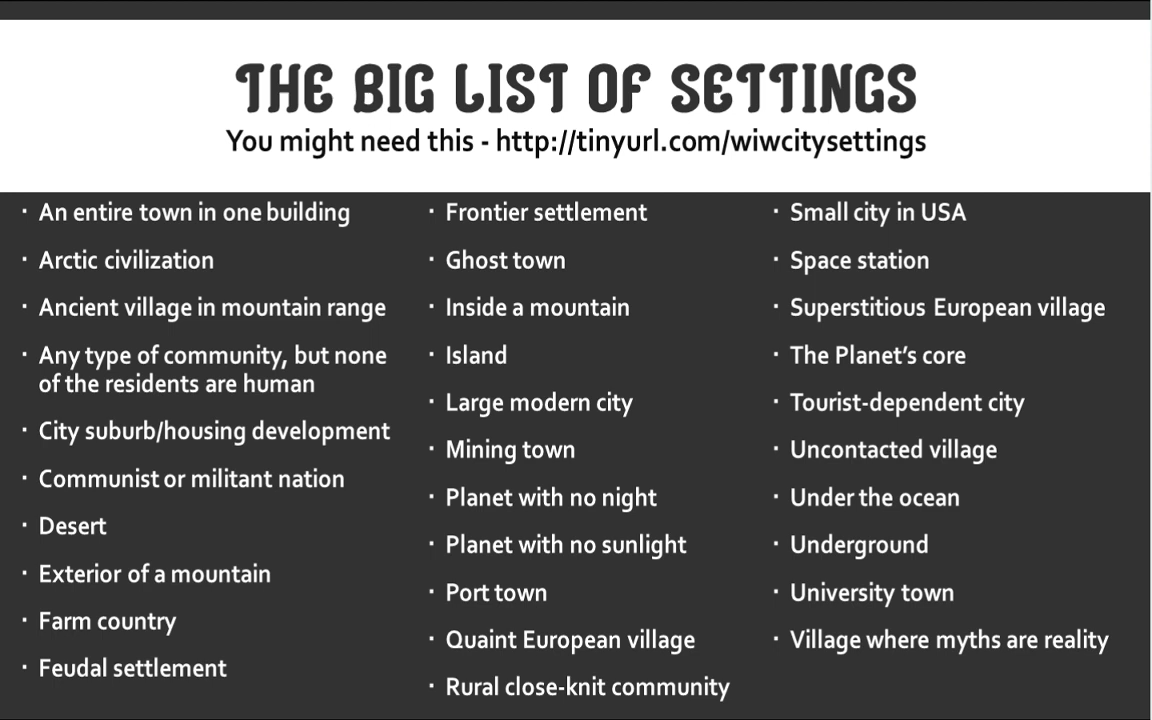 THE BIG LIST OF SETTINGS
You might need this - http://tinyurl.com/wiwcitysettings
· An entire town in one building
· Arctic civilization
· Ancient village in mountain range
· Any type of community, but none
of the residents are human
· City suburb/housing development
· Communist or militant nation
· Desert
· Exterior of a mountain
· Farm country
· Feudal settlement
· Frontier settlement
· Ghost town
· Inside a mountain
· Island
· Large modern city
· Mining town
· Planet with no night
· Planet with no sunlight
· Port town
· Quaint European village
· Rural close-knit community
· Small city in USA
· Space station
· Superstitious European village
· The Planet's core
· Tourist-dependent city
· Uncontacted village
· Under the ocean
· Underground
· University town
· Village where myths are reality